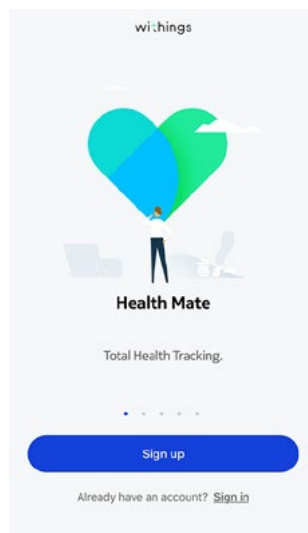 withings
Health Mate
Total Health Tracking.
Sign up
Already have an account? Sign in